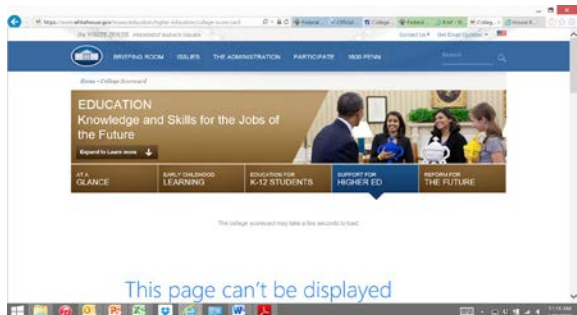 the WHITE HOUSE PRESIDENT BARACK OBAMA
Contact Us
Get Email Updates
BRIEFING ROOM
ISSUES
THE ADMINISTRATION
PARTICIPATE
1600 PENN
Search
Home • College Scorecard
EDUCATION
Knowledge and Skills for the Jobs of
the Future
Expand to Learn more
AT A
GLANCE
EARLY CHILDHOOD
LEARNING
EDUCATION FOR
K-12 STUDENTS
SUPPORT FOR
HIGHER ED
REFORM FOR
THE FUTURE
The college scorecard may take a few seconds to load.
This page can't be displayed